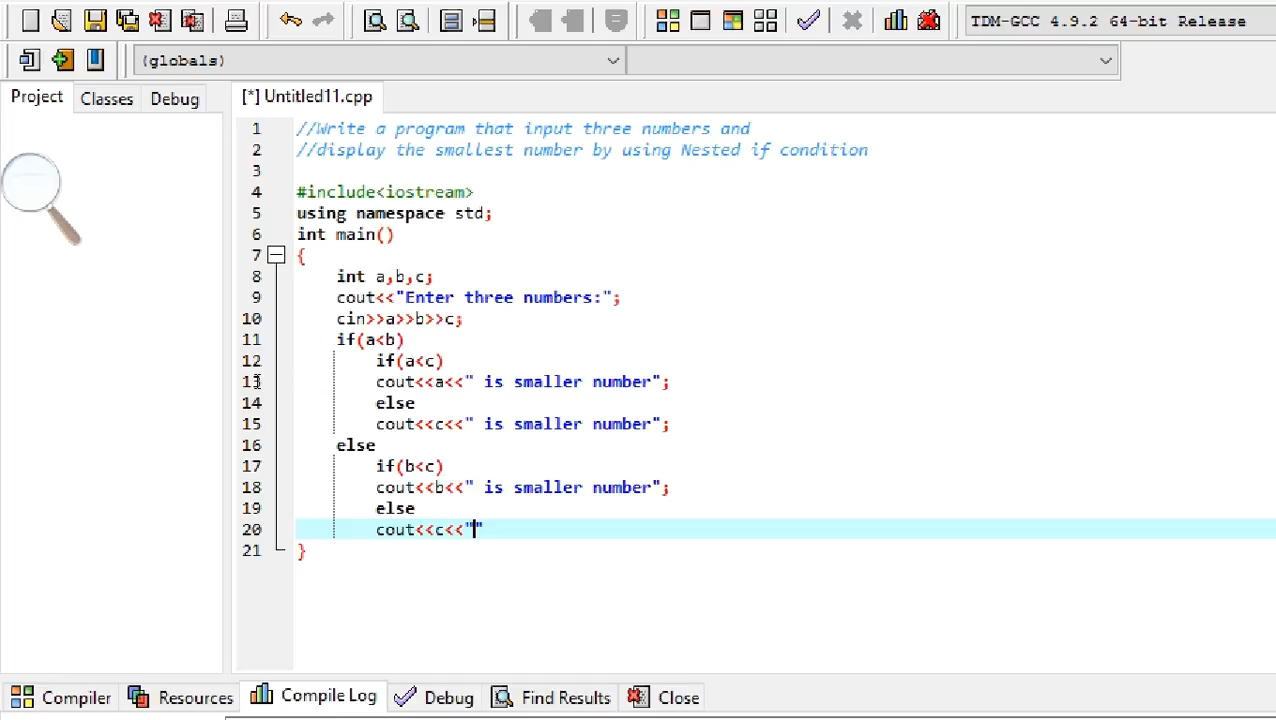 TDM-GCC 4.9.2 64-bit Release
(globals)
Project Classes Debug
[*] Untitled11.cpp
1 //Write a program that input three numbers and
2 //display the smallest number by using Nested if condition
3
4 #include<iostream>
5 using namespace std;
6 int main()
7 {
8 int a,b,c;
9 cout<<"Enter three numbers:";
10 cin>>a>>b>>c;
11 if(a<b)
12 if(a<c)
13 cout<<a<<" is smaller number";
14 else
15 cout<<c<<" is smaller number";
16 else
17 if(b<c)
18 cout<<b<<" is smaller number";
19 else
20 cout<<c<<""
21 }
Compiler Resources Compile Log Debug Find Results Close